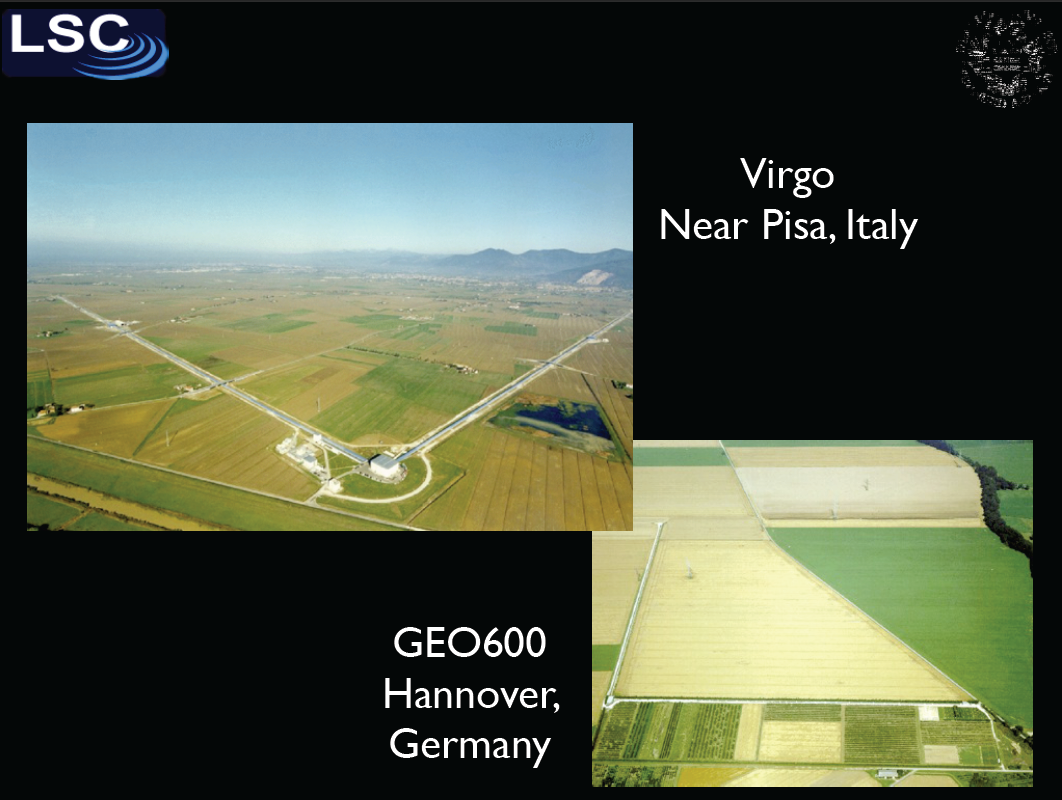 LSC
Virgo
Near Pisa, Italy
GEO600
Hannover,
Germany